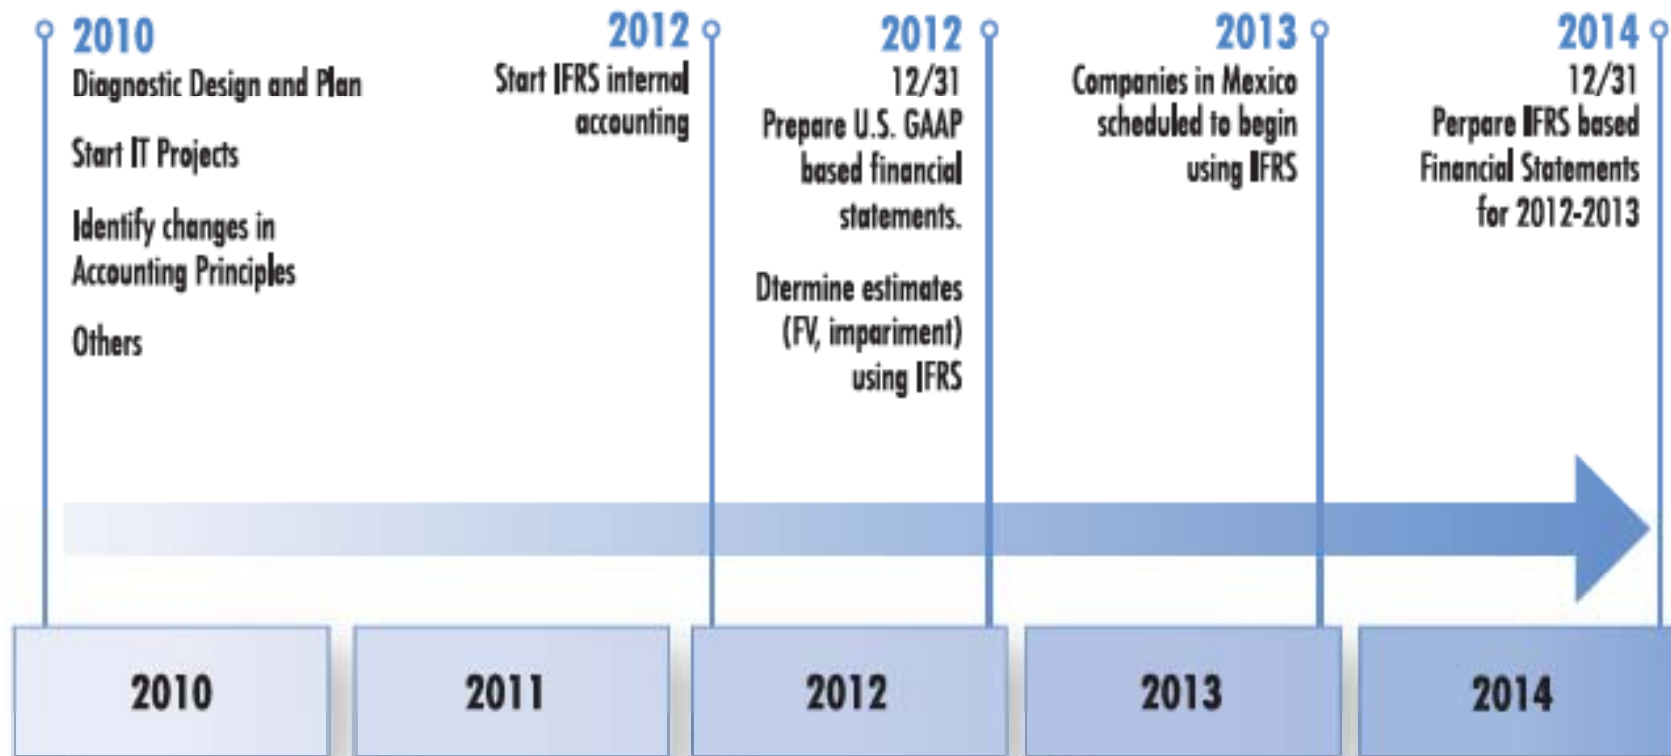 2010
Diagnostic Design and Plan
Start IT Projects
Identify changes in
Accounting Principles
Others
2012
Start IFRS internal
accounting
2012
12/31
Prepare U.S. GAAP
based financial
statements.
Dtermine estimates
(FV, impariment)
using IFRS
2013
Companies in Mexico
scheduled to begin
using IFRS
2014
12/31
Perpare IFRS based
Financial Statements
for 2012-2013
2010
2011
2012
2013
2014